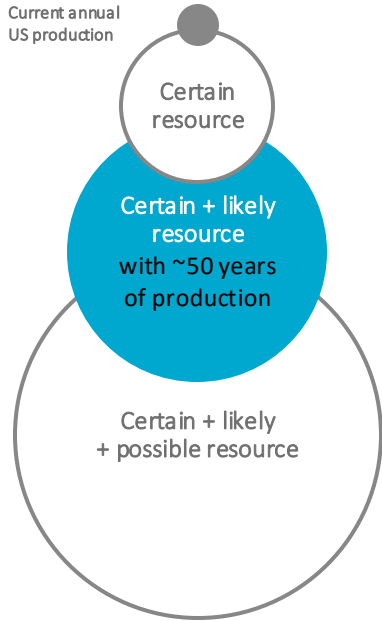 Current annual
US production
Certain
resource
Certain + likely
resource
with ~50 years
of production
Certain + likely
+ possible resource